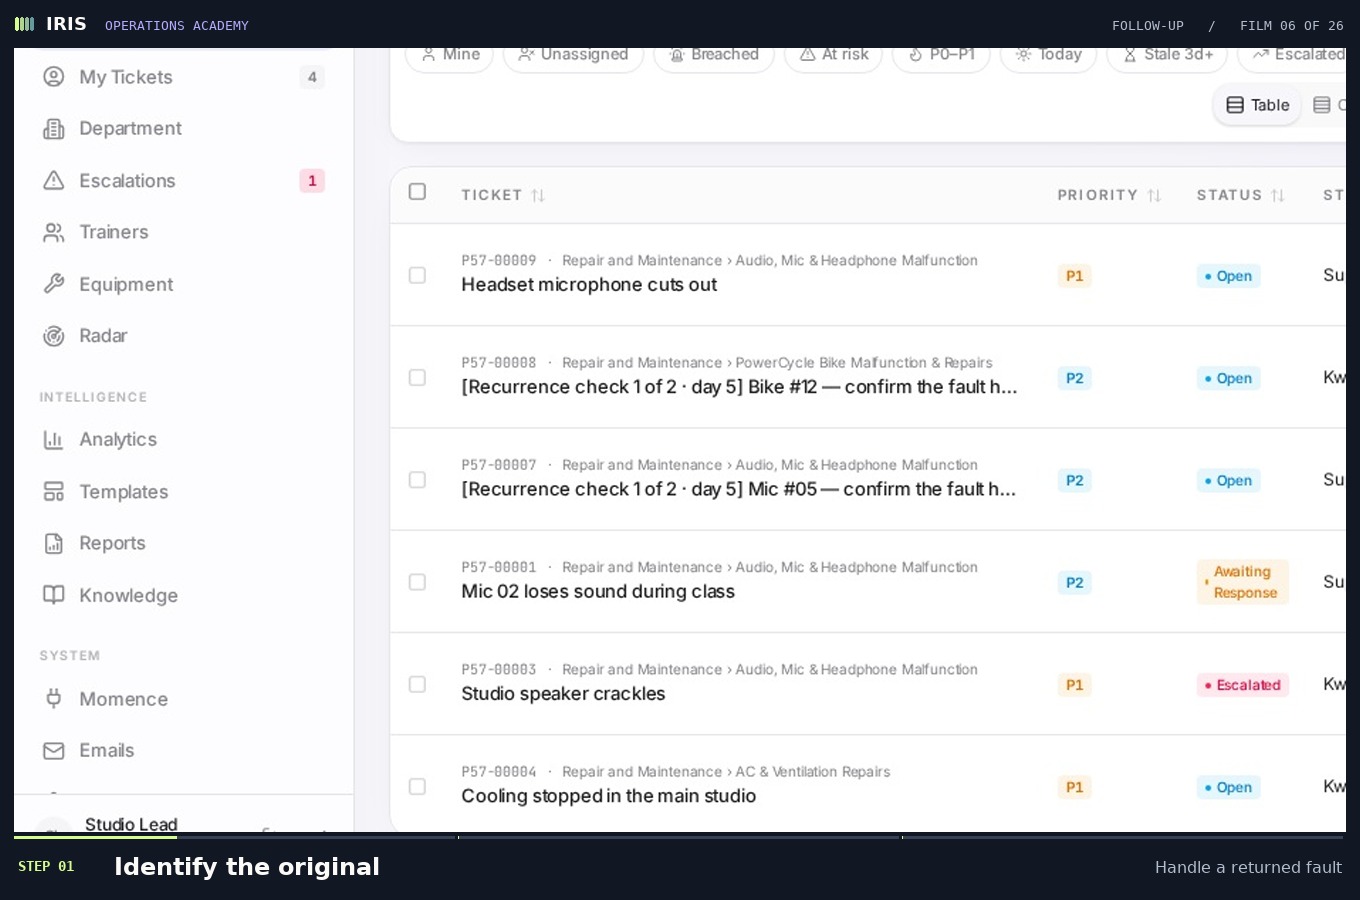 IRIS OPERATIONS ACADEMY
FOLLOW-UP / FILM 06 OF 26
Mine Unassigned Breached At risk P0–P1 Today Stale 3d+ Escalated
Table
My Tickets 4
Department
Escalations 1
Trainers
Equipment
Radar
INTELLIGENCE
Analytics
Templates
Reports
Knowledge
SYSTEM
Momence
Emails
Studio Lead
TICKET PRIORITY STATUS ST
P57-00009 · Repair and Maintenance › Audio, Mic & Headphone Malfunction
Headset microphone cuts out
P1 Open Su
P57-00008 · Repair and Maintenance › PowerCycle Bike Malfunction & Repairs
[Recurrence check 1 of 2 · day 5] Bike #12 — confirm the fault h...
P2 Open Kw
P57-00007 · Repair and Maintenance › Audio, Mic & Headphone Malfunction
[Recurrence check 1 of 2 · day 5] Mic #05 — confirm the fault h...
P2 Open Su
P57-00001 · Repair and Maintenance › Audio, Mic & Headphone Malfunction
Mic 02 loses sound during class
P2 Awaiting Response Su
P57-00003 · Repair and Maintenance › Audio, Mic & Headphone Malfunction
Studio speaker crackles
P1 Escalated Kw
P57-00004 · Repair and Maintenance › AC & Ventilation Repairs
Cooling stopped in the main studio
P1 Open Kw
STEP 01 Identify the original
Handle a returned fault